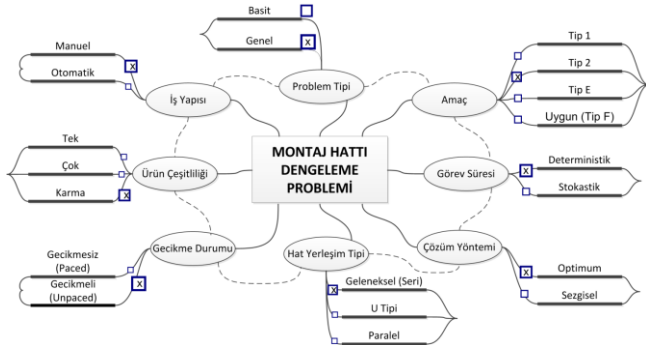 Basit
x
Genel
Problem Tipi
Manuel
x
Otomatik
İş Yapısı
Tip 1
x
Tip 2
Tip E
Uygun (Tip F)
Amaç
MONTAJ HATTI
DENGELEME
PROBLEMİ
Tek
Çok
Karma
x
Ürün Çeşitliliği
Görev Süresi
x
Deterministik
Stokastik
Gecikmesiz
(Paced)
Gecikmeli
(Unpaced)
x
Gecikme Durumu
Hat Yerleşim Tipi
x
Geleneksel (Seri)
U Tipi
Paralel
Çözüm Yöntemi
x
Optimum
Sezgisel